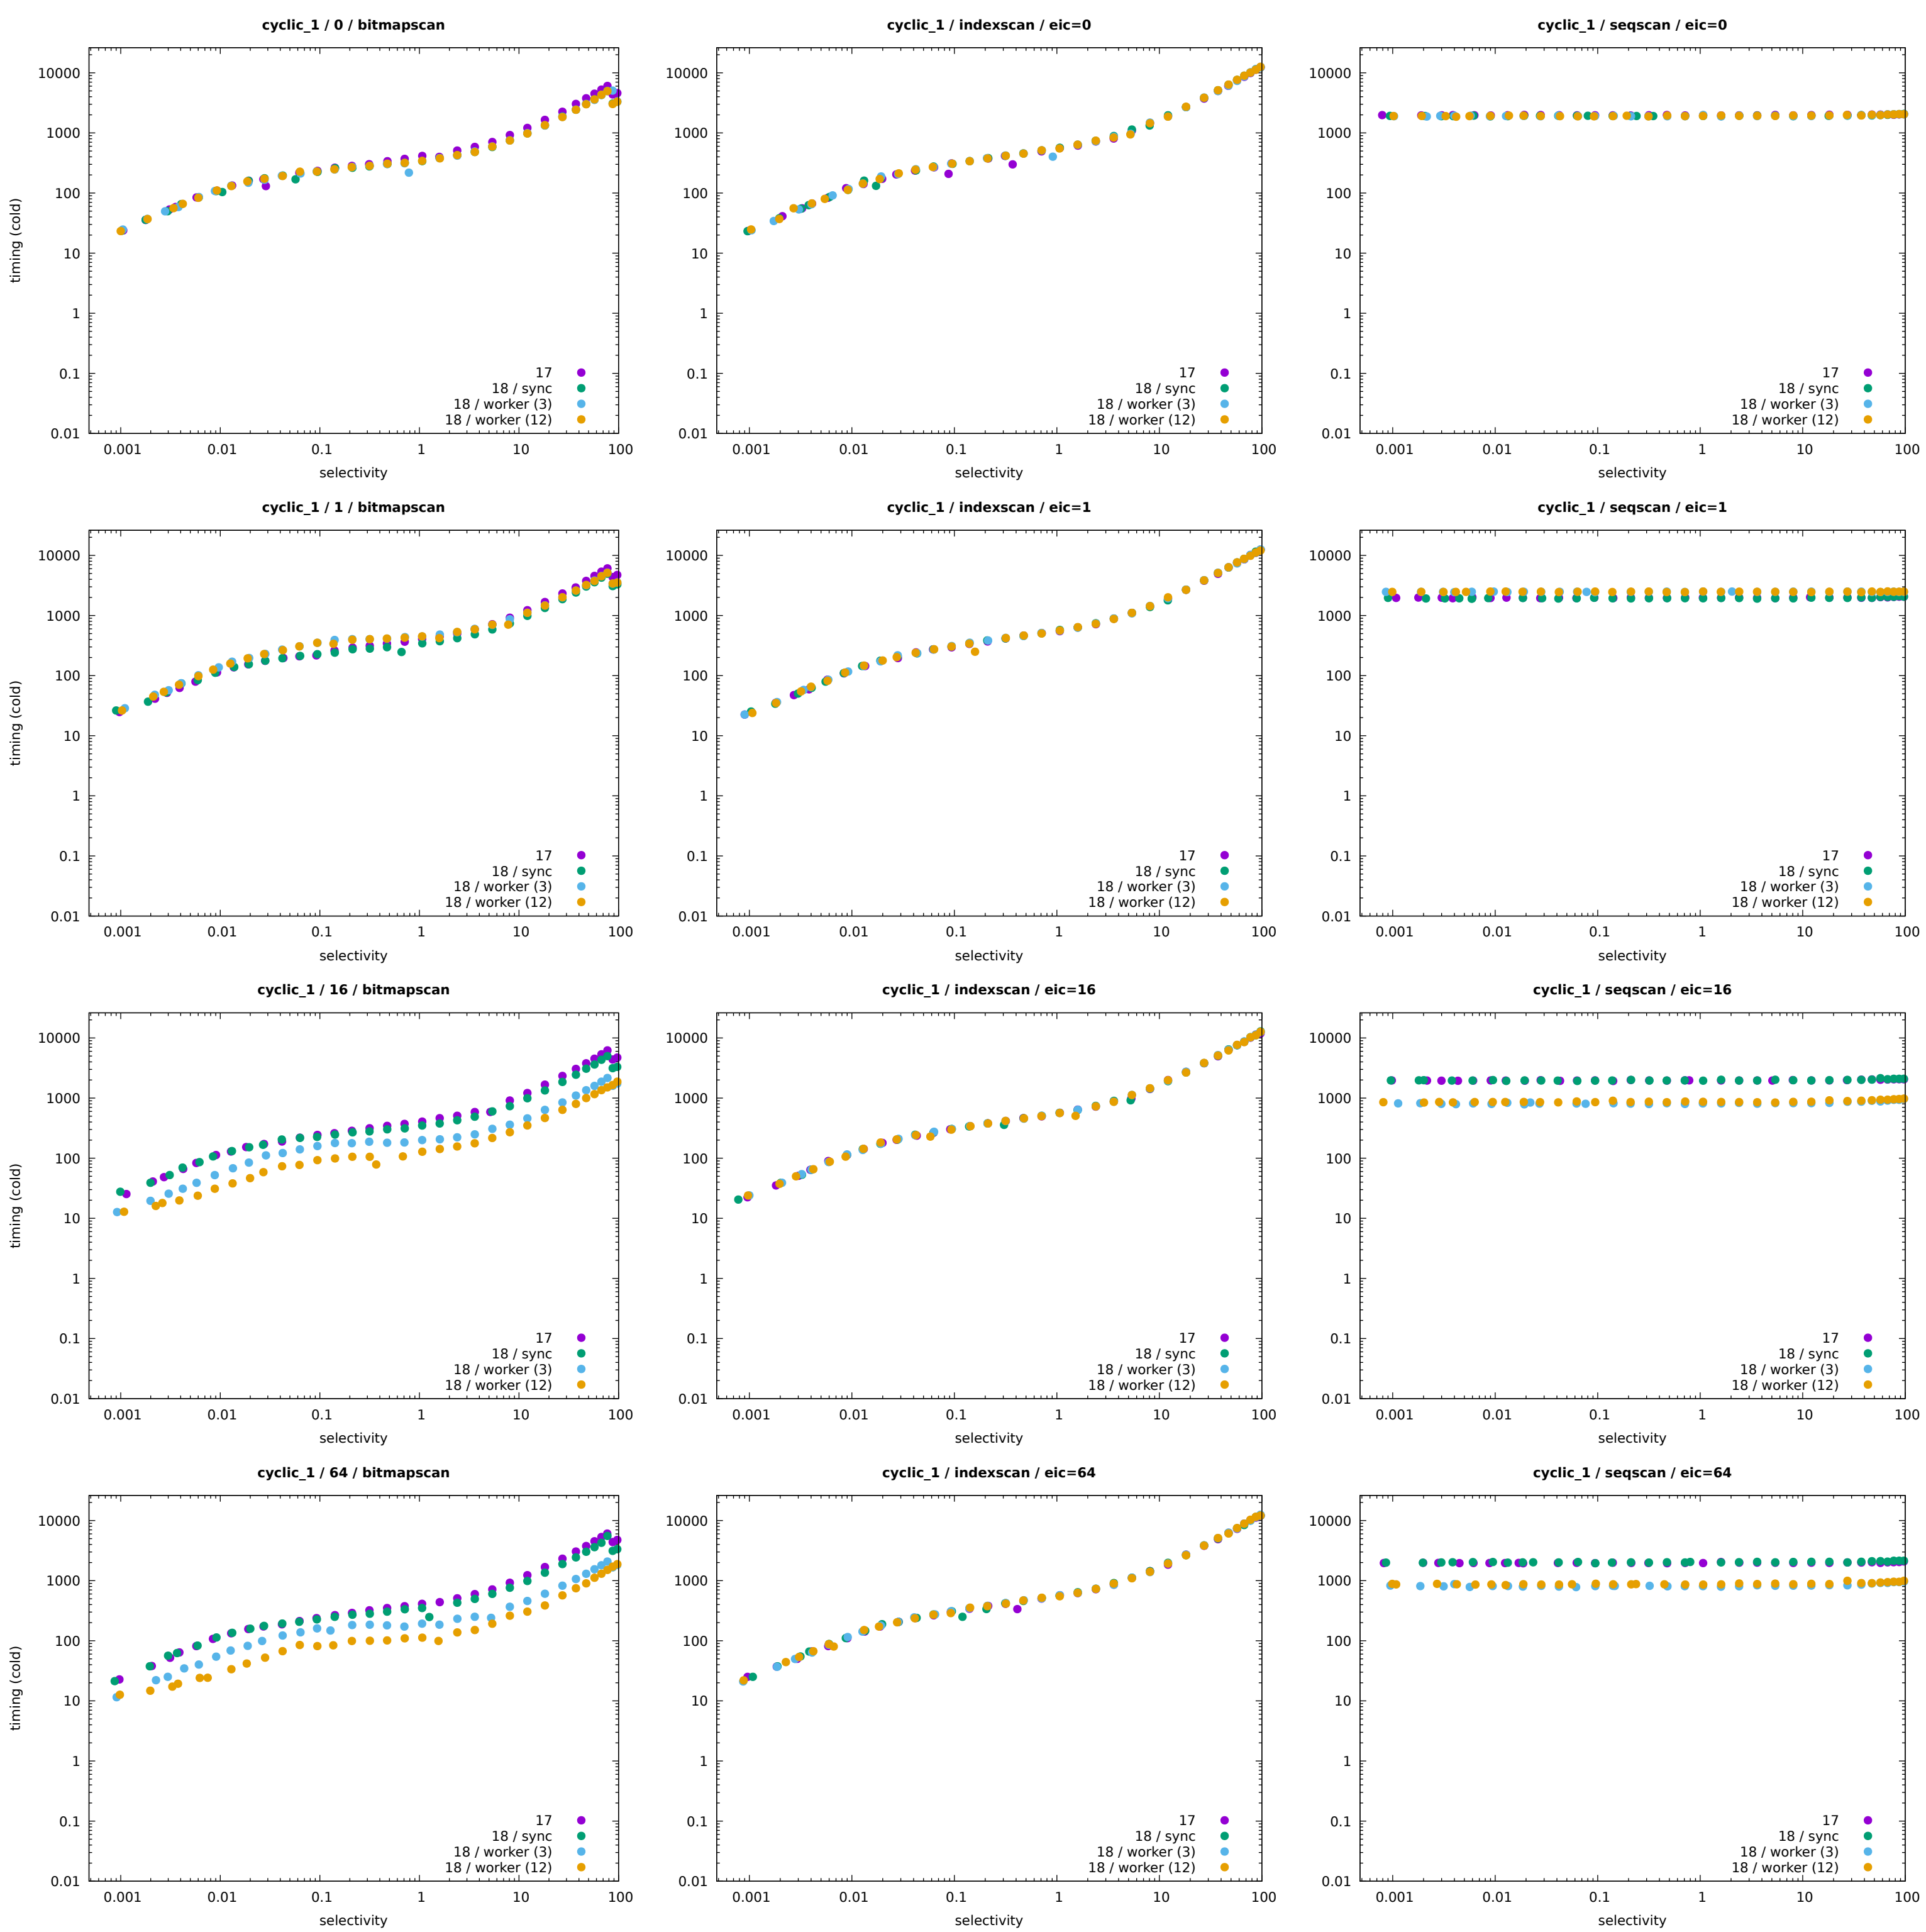 cyclic_1 / 0 / bitmapscan
timing (cold)
10000
1000
100
10
1
0.1
0.01
17
18 / sync
18 / worker (3)
18 / worker (12)
0.001 0.01 0.1 1 10 100
selectivity
cyclic_1 / indexscan / eic=0
10000
1000
100
10
1
0.1
0.01
17
18 / sync
18 / worker (3)
18 / worker (12)
0.001 0.01 0.1 1 10 100
selectivity
cyclic_1 / seqscan / eic=0
10000
1000
100
10
1
0.1
0.01
17
18 / sync
18 / worker (3)
18 / worker (12)
0.001 0.01 0.1 1 10 100
selectivity
cyclic_1 / 1 / bitmapscan
timing (cold)
10000
1000
100
10
1
0.1
0.01
17
18 / sync
18 / worker (3)
18 / worker (12)
0.001 0.01 0.1 1 10 100
selectivity
cyclic_1 / indexscan / eic=1
10000
1000
100
10
1
0.1
0.01
17
18 / sync
18 / worker (3)
18 / worker (12)
0.001 0.01 0.1 1 10 100
selectivity
cyclic_1 / seqscan / eic=1
10000
1000
100
10
1
0.1
0.01
17
18 / sync
18 / worker (3)
18 / worker (12)
0.001 0.01 0.1 1 10 100
selectivity
cyclic_1 / 16 / bitmapscan
timing (cold)
10000
1000
100
10
1
0.1
0.01
17
18 / sync
18 / worker (3)
18 / worker (12)
0.001 0.01 0.1 1 10 100
selectivity
cyclic_1 / indexscan / eic=16
10000
1000
100
10
1
0.1
0.01
17
18 / sync
18 / worker (3)
18 / worker (12)
0.001 0.01 0.1 1 10 100
selectivity
cyclic_1 / seqscan / eic=16
10000
1000
100
10
1
0.1
0.01
17
18 / sync
18 / worker (3)
18 / worker (12)
0.001 0.01 0.1 1 10 100
selectivity
cyclic_1 / 64 / bitmapscan
timing (cold)
10000
1000
100
10
1
0.1
0.01
17
18 / sync
18 / worker (3)
18 / worker (12)
0.001 0.01 0.1 1 10 100
selectivity
cyclic_1 / indexscan / eic=64
10000
1000
100
10
1
0.1
0.01
17
18 / sync
18 / worker (3)
18 / worker (12)
0.001 0.01 0.1 1 10 100
selectivity
cyclic_1 / seqscan / eic=64
10000
1000
100
10
1
0.1
0.01
17
18 / sync
18 / worker (3)
18 / worker (12)
0.001 0.01 0.1 1 10 100
selectivity